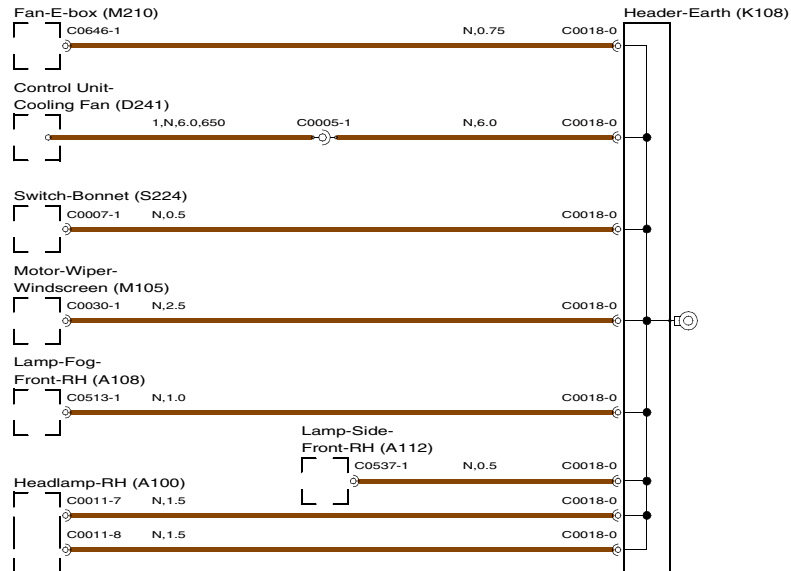 Fan-E-box (M210)
Header-Earth (K108)
C0646-1 N,0.75 C0018-0
Control Unit-
Cooling Fan (D241)
1,N,6.0,650 C0005-1 N,6.0 C0018-0
Switch-Bonnet (S224)
C0007-1 N,0.5 C0018-0
Motor-Wiper-
Windscreen (M105)
C0030-1 N,2.5 C0018-0
Lamp-Fog-
Front-RH (A108)
C0513-1 N,1.0 C0018-0
Lamp-Side-
Front-RH (A112)
C0537-1 N,0.5 C0018-0
Headlamp-RH (A100)
C0011-7 N,1.5 C0018-0
C0011-8 N,1.5 C0018-0